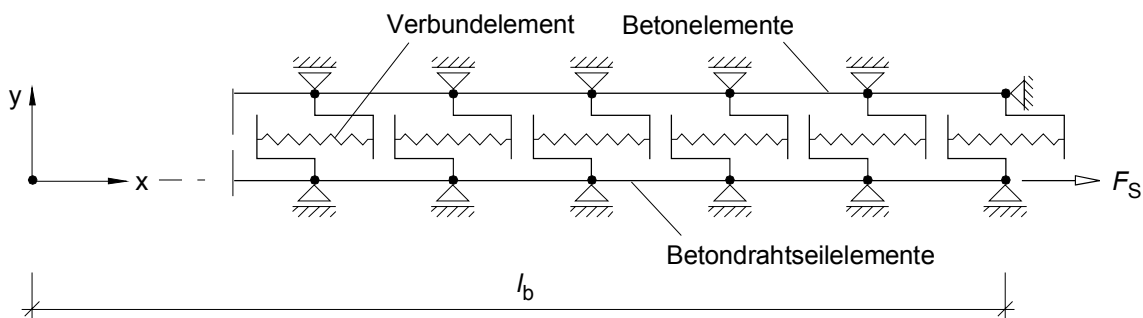 Verbundelement
Betonelemente
y
x
F_S
Betondrahtseilelemente
l_b